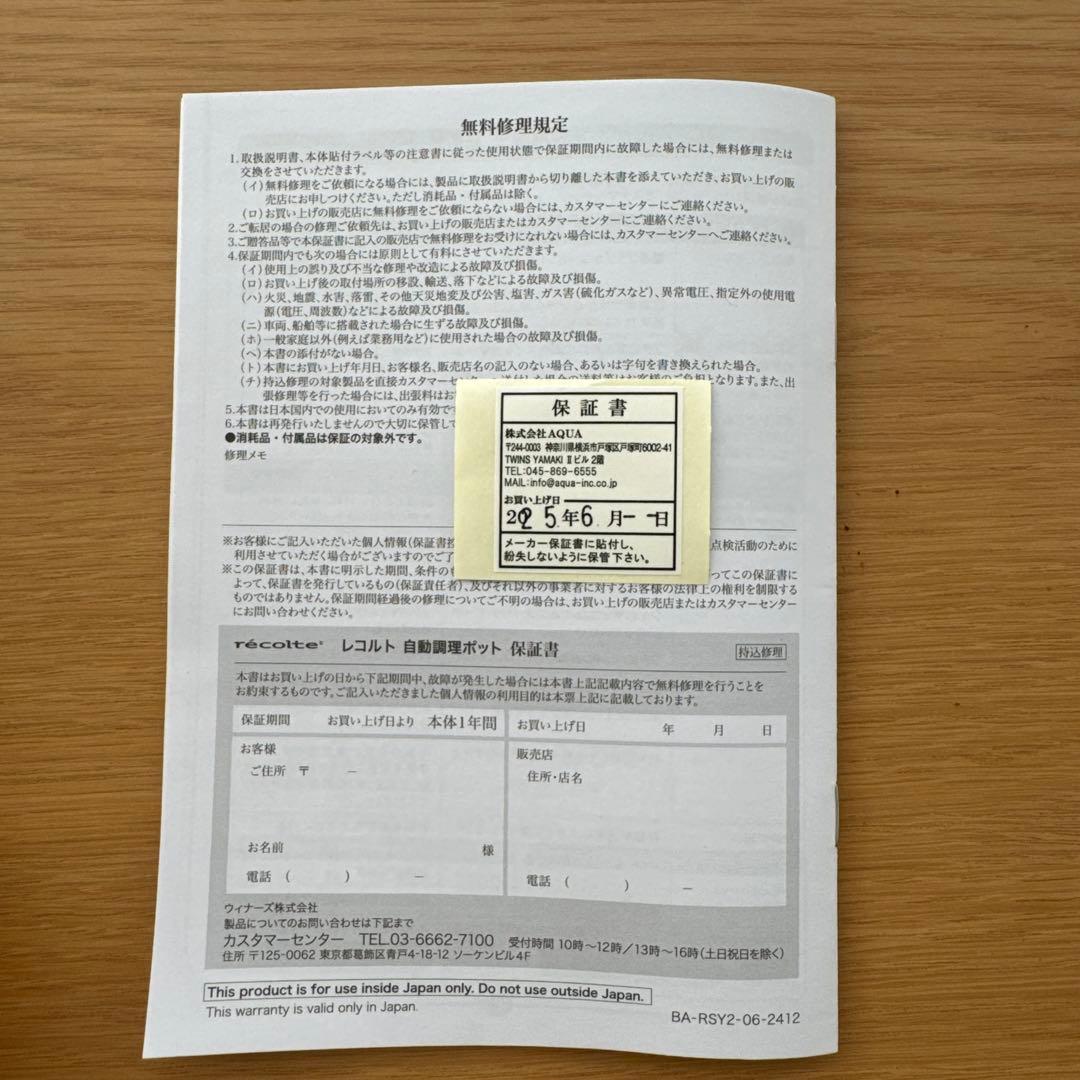 無料修理規定
1.取扱説明書、本体貼付ラベル等の注意書に従った使用状態で保証期間内に故障した場合には、無料修理または
交換をさせていただきます。
(イ)無料修理をご依頼になる場合には、製品に取扱説明書から切り離した本書を添えていただき、お買い上げの販
売店にお申しつけください。ただし消耗品・付属品は除く。
(ロ)お買い上げの販売店に無料修理をご依頼にならない場合には、カスタマーセンターにご連絡ください。
2.ご転居の場合の修理ご依頼先は、お買い上げの販売店またはカスタマーセンターにご連絡ください。
3.ご贈答品等で本保証書に記入の販売店で無料修理をお受けになれない場合には、カスタマーセンターへご連絡ください。
4.保証期間内でも次の場合には原則として有料にさせていただきます。
(イ)使用上の誤り及び不当な修理や改造による故障及び損傷。
(ロ)お買い上げ後の取付場所の移設、輸送、落下などによる故障及び損傷。
(ハ)火災、地震、水害、落雷、その他天災地変及び公害、塩害、ガス害(硫化ガスなど)、異常電圧、指定外の使用電
源(電圧、周波数)などによる故障及び損傷。
(ニ)車両、船舶等に搭載された場合に生ずる故障及び損傷。
(ホ)一般家庭以外(例えば業務用など)に使用された場合の故障及び損傷。
(ヘ)本書の添付がない場合。
(ト)本書にお買い上げ年月日、お客様名、販売店名の記入のない場合、あるいは字句を書き換えられた場合。
(チ)持込修理の対象製品を直接カスタマーセンターへ送付した場合の送料等はお客様のご負担となります。また、出
張修理等を行った場合には、出張料はお
5.本書は日本国内での使用においてのみ有効です
6.本書は再発行いたしませんので大切に保管して
●消耗品・付属品は保証の対象外です。
修理メモ
保証書
株式会社AQUA
〒244-0003 神奈川県横浜市戸塚区戸塚町6002-41
TWINS YAMAKI Ⅱビル2階
TEL:045-869-6555
MAIL:info@aqua-inc.co.jp
お買い上げ日
2025年6月--日
メーカー保証書に貼付し、
紛失しないように保管下さい。
※お客様にご記入いただいた個人情報(保証書控 点検活動のために
利用させていただく場合がございますのでご了
※この保証書は、本書に明示した期間、条件のも ってこの保証書に
よって、保証書を発行しているもの(保証責任者)、及びそれ以外の事業者に対するお客様の法律上の権利を制限する
ものではありません。保証期間経過後の修理についてご不明の場合は、お買い上げの販売店またはカスタマーセンター
にお問い合わせください。
récolte® レコルト 自動調理ポット 保証書 持込修理
本書はお買い上げの日から下記期間中、故障が発生した場合には本書上記記載内容で無料修理を行うことを
お約束するものです。ご記入いただきました個人情報の利用目的は本票上記に記載しております。
保証期間 お買い上げ日より 本体1年間 お買い上げ日 年 月 日
お客様
ご住所 〒 －
お名前 様
電話 ( ) －
販売店
住所・店名
電話 ( ) －
ウィナーズ株式会社
製品についてのお問い合わせは下記まで
カスタマーセンター TEL.03-6662-7100 受付時間 10時～12時/13時～16時(土日祝日を除く)
住所 〒125-0062 東京都葛飾区青戸4-18-12 ソーケンビル4F
This product is for use inside Japan only. Do not use outside Japan.
This warranty is valid only in Japan.
BA-RSY2-06-2412